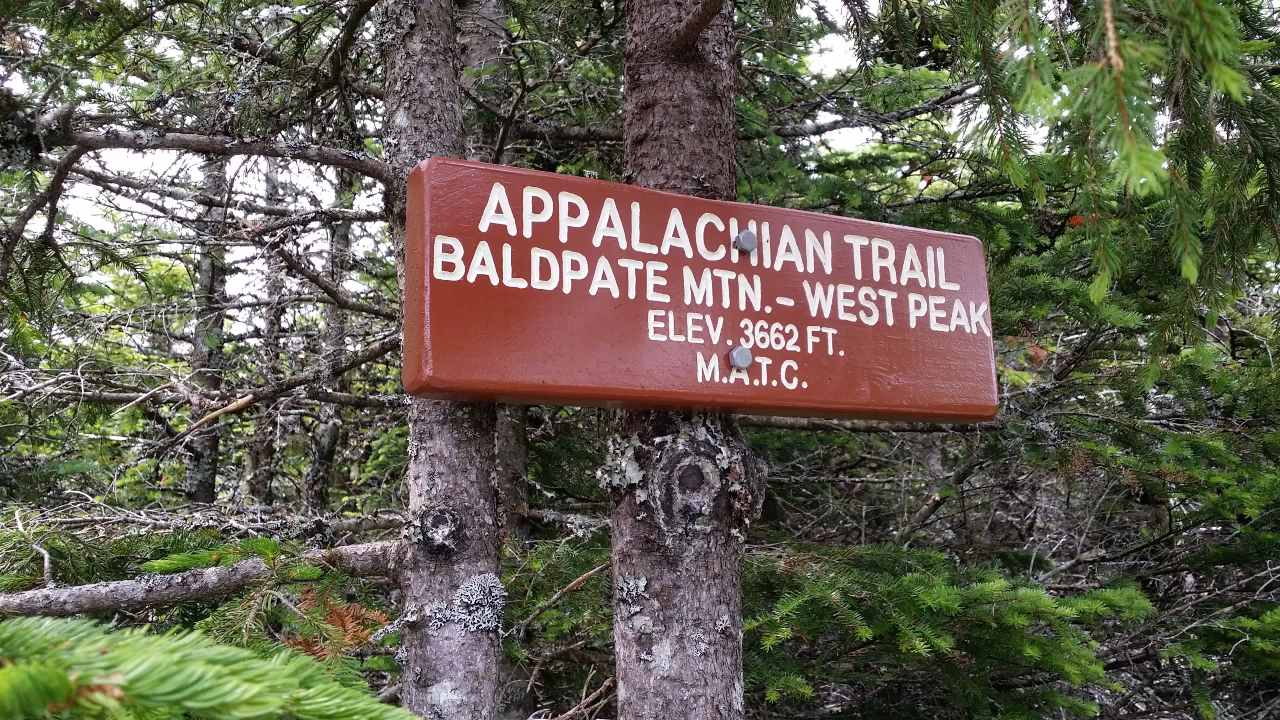 APPALACHIAN TRAIL
BALDPATE MTN. - WEST PEAK
ELEV. 3662 FT.
M.A.T.C.